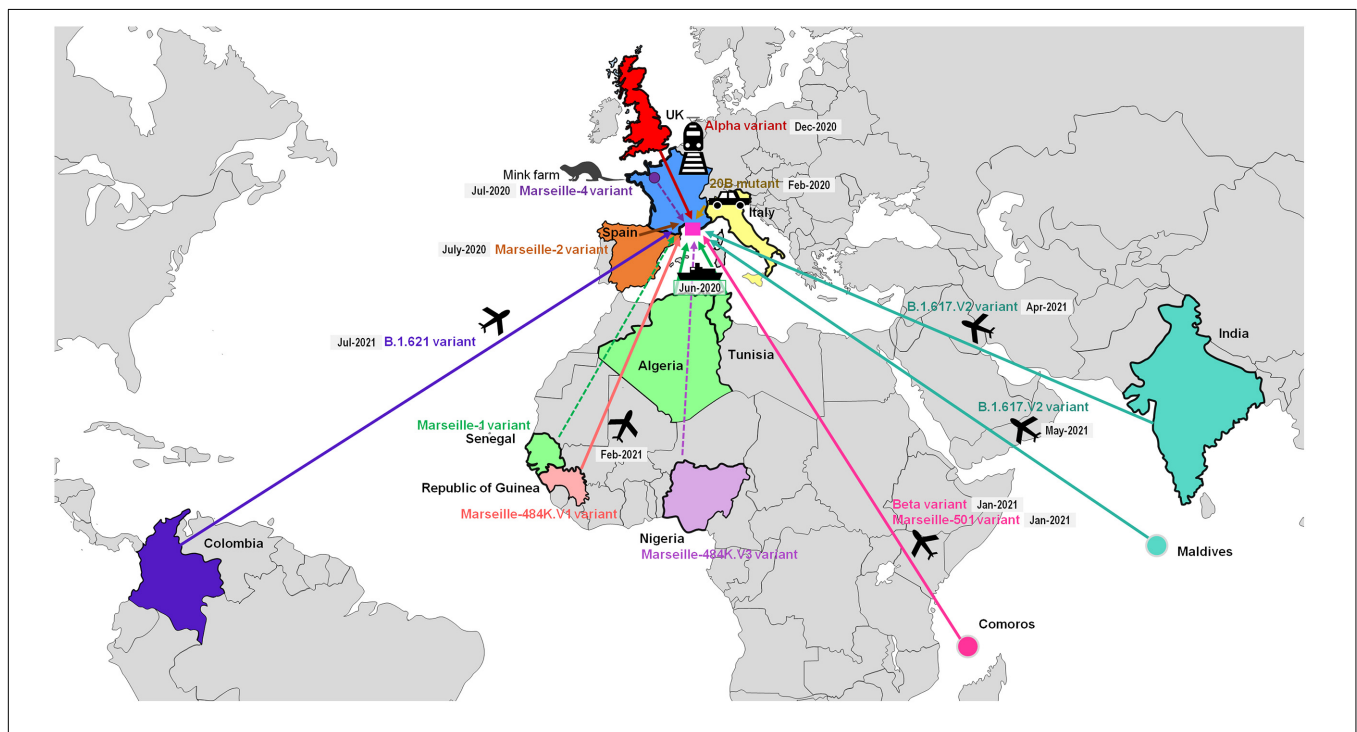 UK
Alpha variant Dec-2020
Mink farm
Jul-2020 Marseille-4 variant
20B mutant Feb-2020
Italy
Spain
July-2020 Marseille-2 variant
Jun-2020
B.1.617.V2 variant Apr-2021
India
Jul-2021 B.1.621 variant
Algeria
Tunisia
B.1.617.V2 variant
May-2021
Marseille-1 variant
Senegal
Feb-2021
Republic of Guinea
Marseille-484K.V1 variant
Beta variant Jan-2021
Marseille-501 variant Jan-2021
Nigeria
Marseille-484K.V3 variant
Colombia
Maldives
Comoros